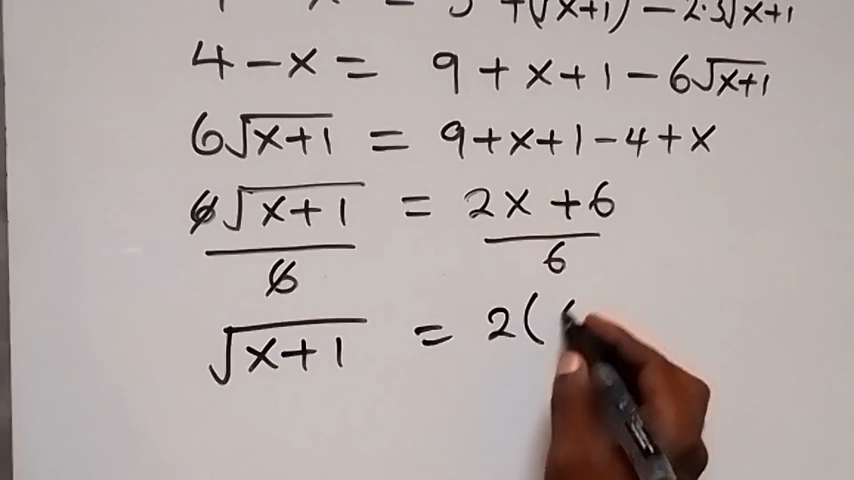 4 - x = 9 + x + 1 - 6√x+1
6√x+1 = 9 + x + 1 - 4 + x
6√x+1 = 2x + 6
6 6
√x+1 = 2(